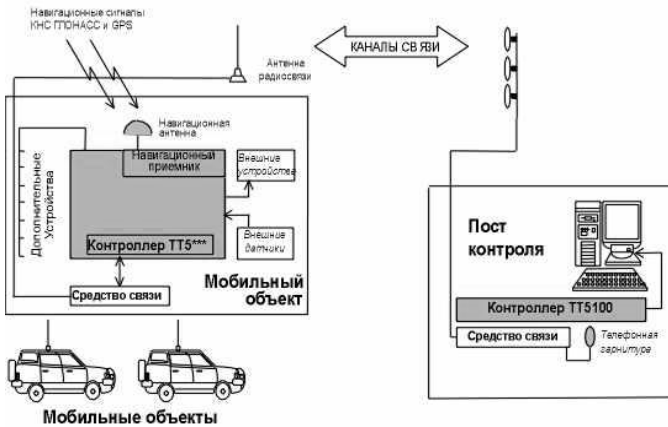 Навигационные сигналы
КНС ГЛОНАСС и GPS
КАНАЛЫ СВЯЗИ
Антенна
радиосвязи
Навигационная
антенна
Навигационный
приемник
Дополнительные
Устройства
Внешние
устройства
Контроллер ТТ5***
Внешние
датчики
Мобильный
объект
Средство связи
Мобильные объекты
Пост
контроля
Контроллер ТТ5100
Средство связи
Телефонная
гарнитура